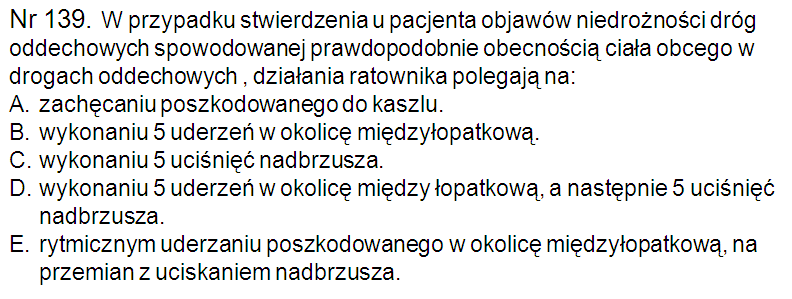 Nr 139. W przypadku stwierdzenia u pacjenta objawów niedrożności dróg
oddechowych spowodowanej prawdopodobnie obecnością ciała obcego w
drogach oddechowych , działania ratownika polegają na:
A. zachęcaniu poszkodowanego do kaszlu.
B. wykonaniu 5 uderzeń w okolicę międzyłopatkową.
C. wykonaniu 5 uciśnięć nadbrzusza.
D. wykonaniu 5 uderzeń w okolicę między łopatkową, a następnie 5 uciśnięć
nadbrzusza.
E. rytmicznym uderzaniu poszkodowanego w okolicę międzyłopatkową, na
przemian z uciskaniem nadbrzusza.